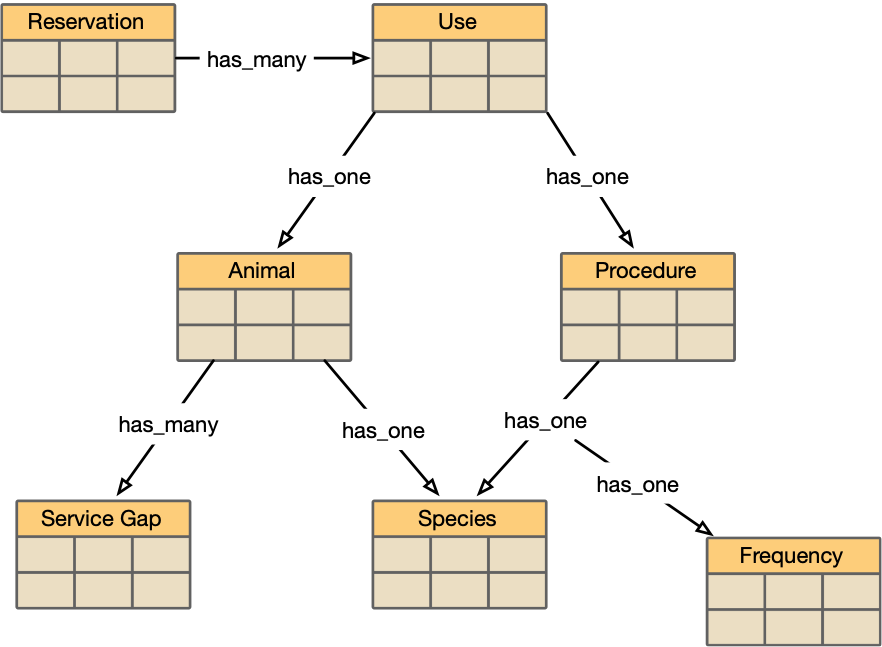 Reservation
Use
has_many
has_one
has_one
Animal
Procedure
has_many
has_one
has_one
has_one
Service Gap
Species
Frequency